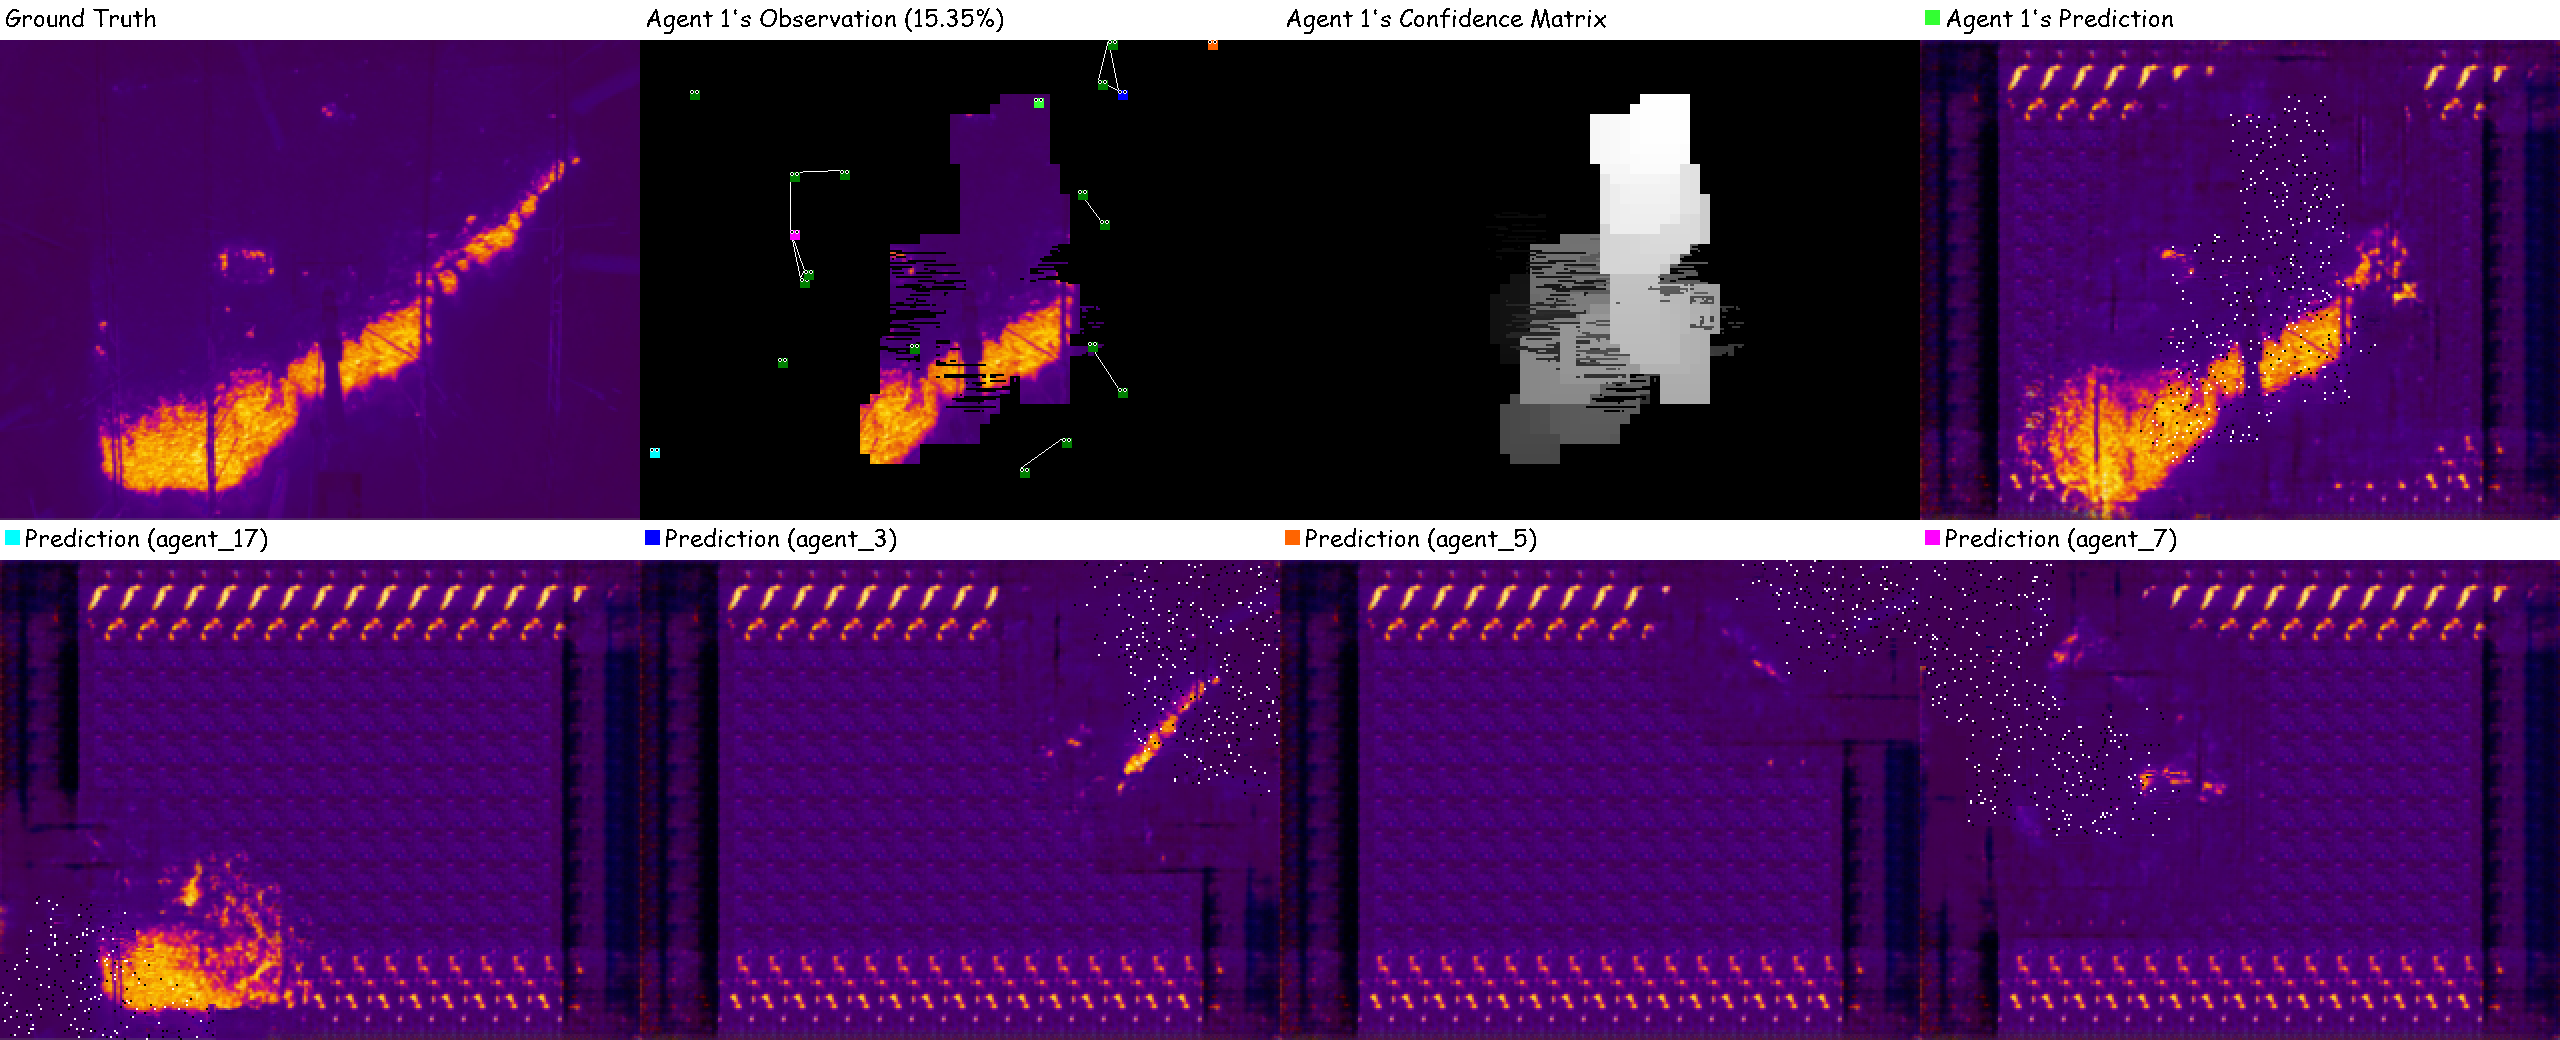 Ground Truth
Agent 1's Observation (15.35%)
Agent 1's Confidence Matrix
Agent 1's Prediction
Prediction (agent_17)
Prediction (agent_3)
Prediction (agent_5)
Prediction (agent_7)